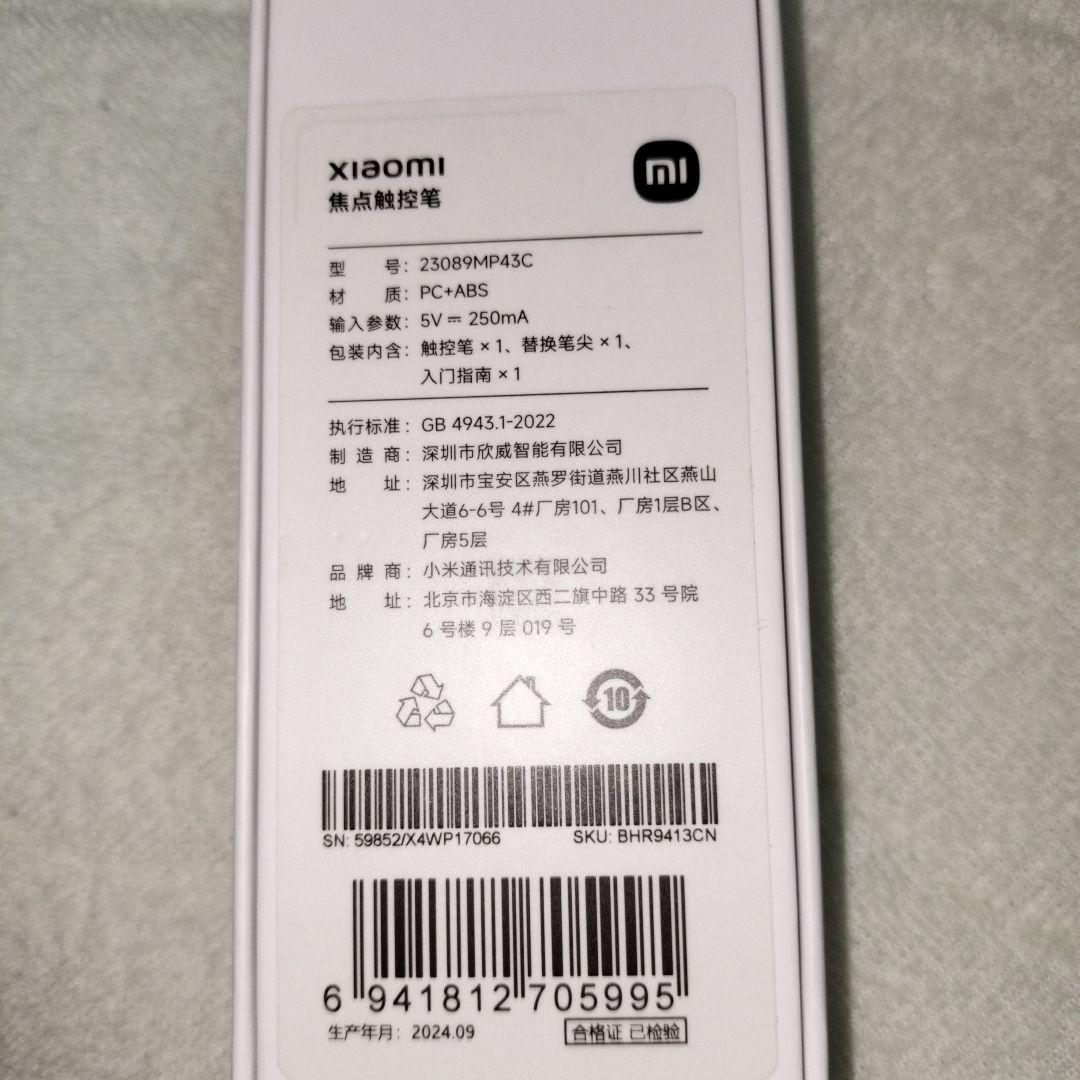 xiaomi
mi
焦点触控笔
型 号：23089MP43C
材 质：PC+ABS
输入参数：5V ⎓ 250mA
包装内含：触控笔 × 1、替换笔尖 × 1、
入门指南 × 1
执行标准：GB 4943.1-2022
制 造 商：深圳市欣威智能有限公司
地 址：深圳市宝安区燕罗街道燕川社区燕山
大道6-6号 4#厂房101、厂房1层B区、
厂房5层
品 牌 商：小米通讯技术有限公司
地 址：北京市海淀区西二旗中路 33 号院
6 号楼 9 层 019 号
10
SN: 59852/X4WP17066 SKU: BHR9413CN
6 941812 705995
生产年月：2024.09 合格证 已检验